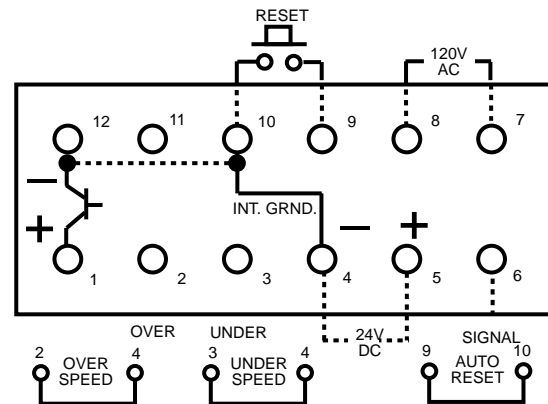 RESET
120V
AC
12 11 10 9 8 7
INT. GRND.
− +
− +
1 2 3 4 5 6
OVER UNDER 24V DC SIGNAL
2 OVER SPEED 4
3 UNDER SPEED 4
9 AUTO RESET 10